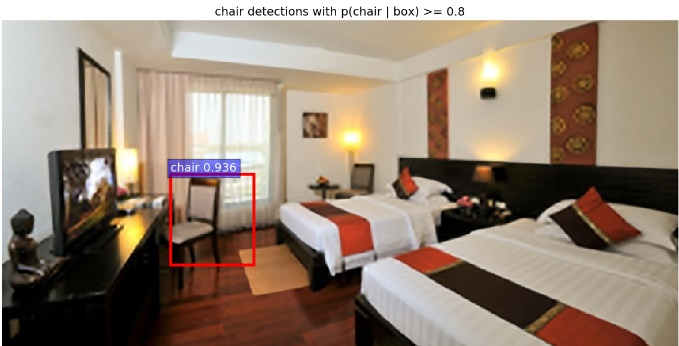 chair detections with p(chair | box) >= 0.8
chair 0.936